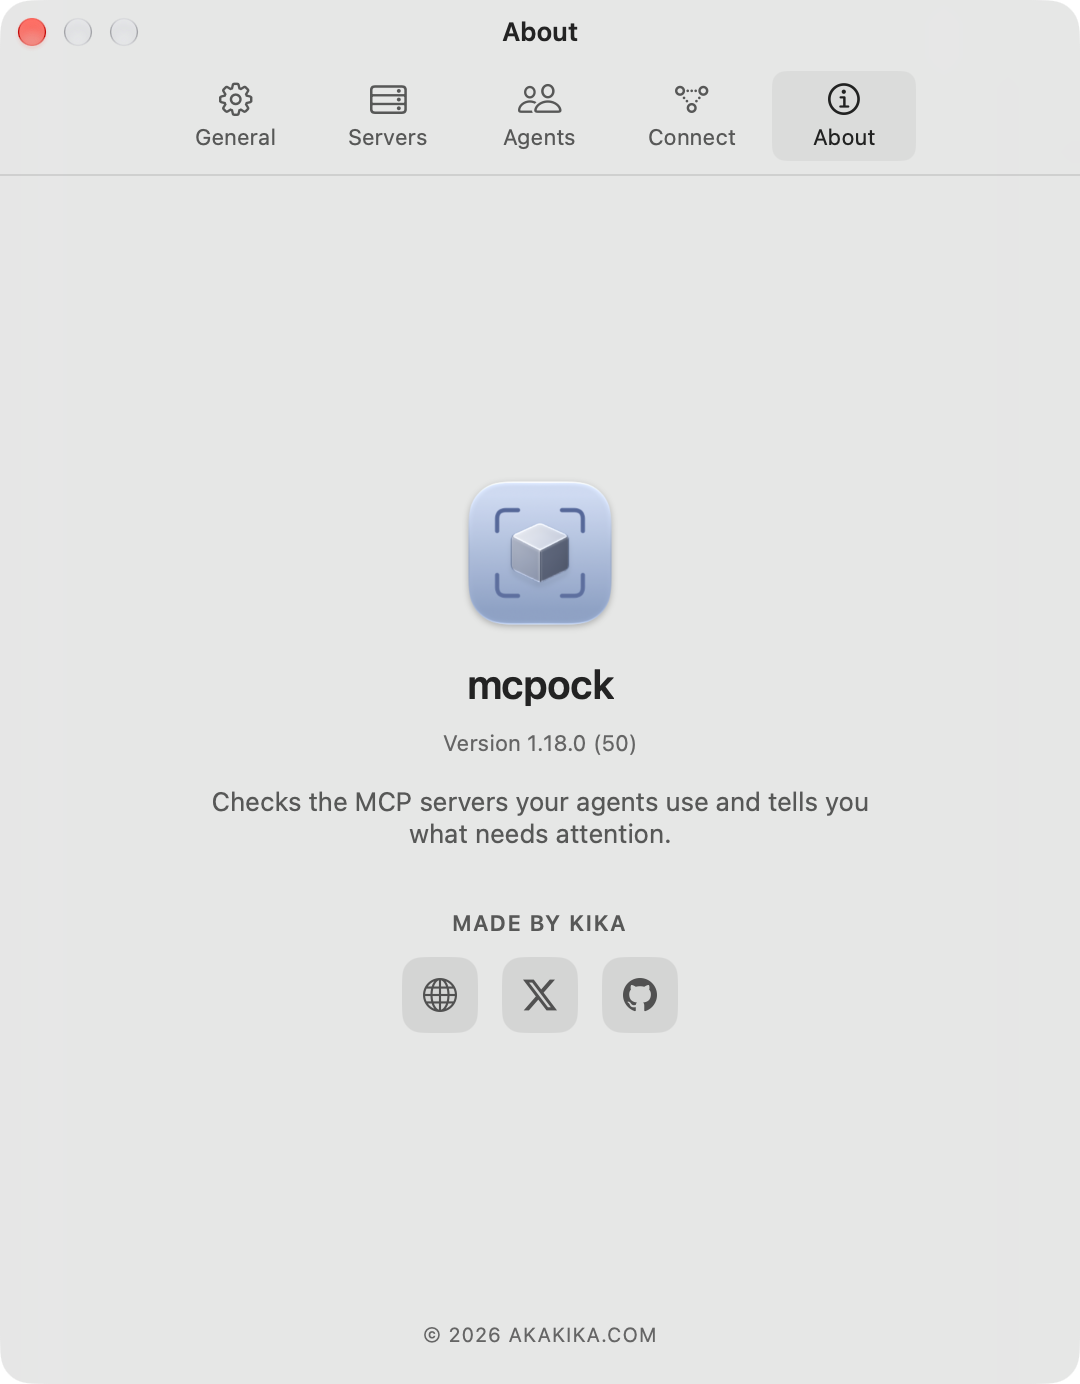 About
General
Servers
Agents
Connect
About
mcpock
Version 1.18.0 (50)
Checks the MCP servers your agents use and tells you
what needs attention.
MADE BY KIKA
© 2026 AKAKIKA.COM